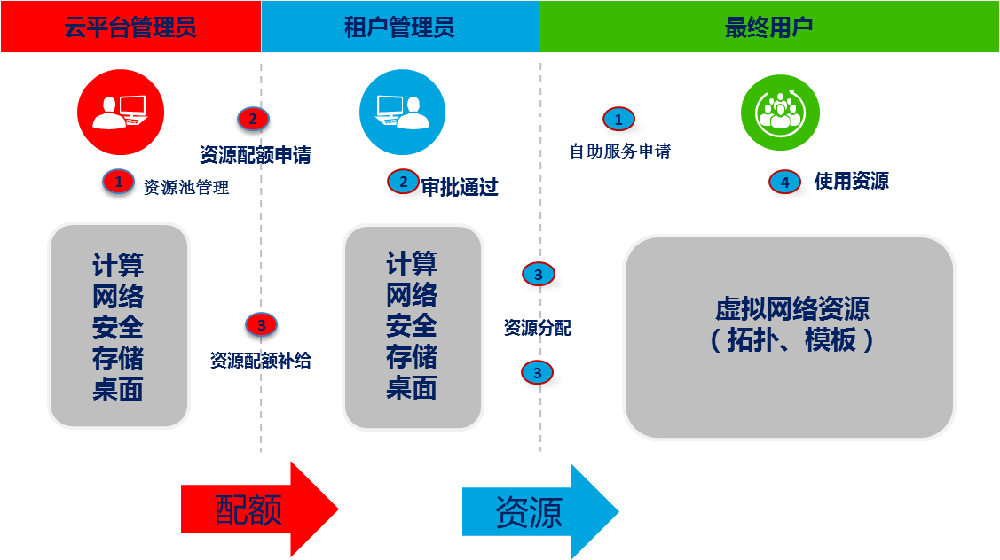 云平台管理员
租户管理员
最终用户
2
资源配额申请
1
自助服务申请
1
资源池管理
2
审批通过
4
使用资源
计算
网络
安全
存储
桌面
3
资源配额补给
计算
网络
安全
存储
桌面
3
资源分配
3
虚拟网络资源
（拓扑、模板）
配额
资源